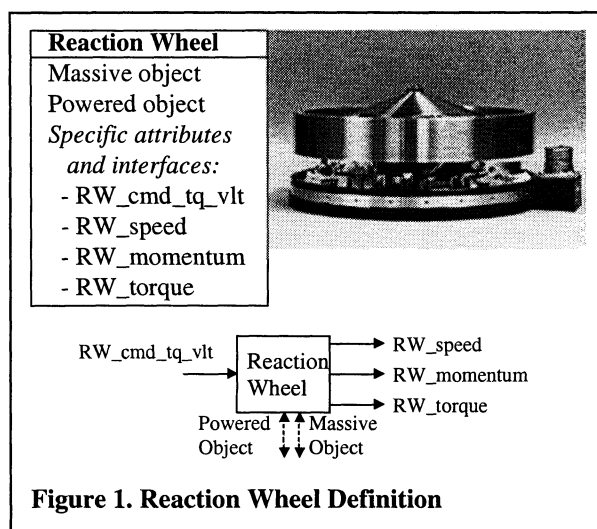 Reaction Wheel
Massive object
Powered object
Specific attributes
and interfaces:
- RW_cmd_tq_vlt
- RW_speed
- RW_momentum
- RW_torque
RW_cmd_tq_vlt
Reaction
Wheel
RW_speed
RW_momentum
RW_torque
Powered
Object
Massive
Object
Figure 1. Reaction Wheel Definition